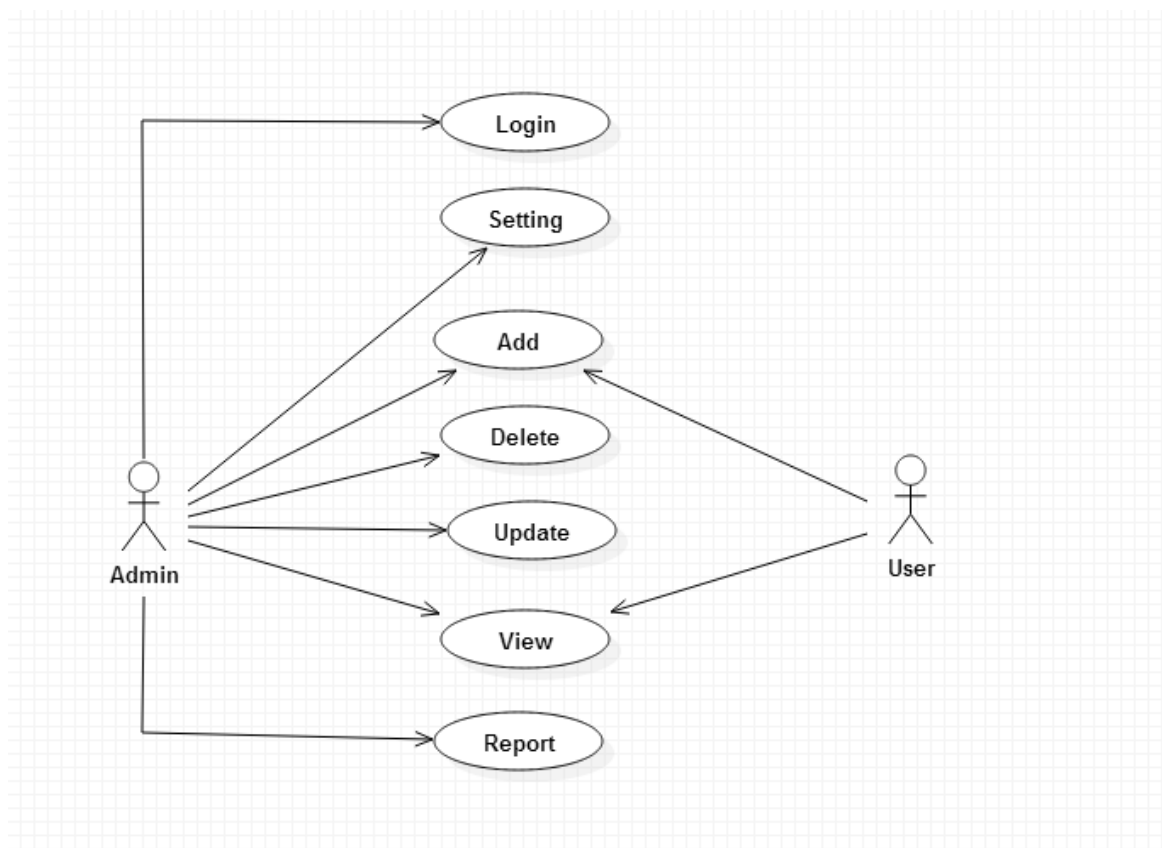 Login
Setting
Add
Delete
Update
Admin
User
View
Report